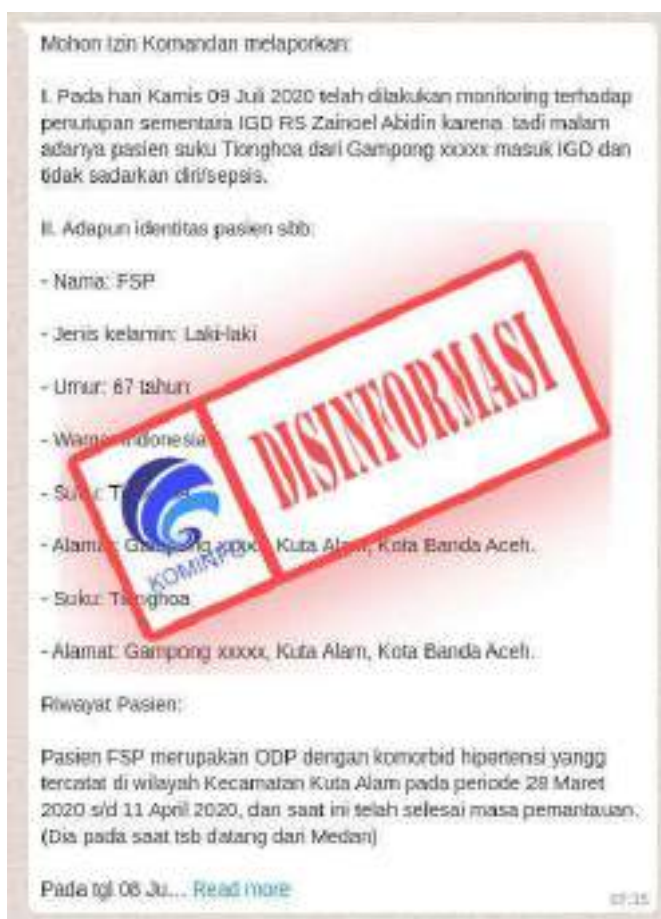 Mohon Izin Komandan melaporkan:
I. Pada hari Kamis 09 Juli 2020 telah dilakukan monitoring terhadap
penutupan sementara IGD RS Zainoel Abidin karena tadi malam
adanya pasien suku Tionghoa dari Gampong xxxxx masuk IGD dan
tidak sadarkan diri/sepsis.
II. Adapun identitas pasien sbb:
- Nama: FSP
- Jenis kelamin: Laki-laki
- Umur: 67 tahun
- Warga: Indonesia
- Suku: T
- Alamat: Gampong xxxxx, Kuta Alam, Kota Banda Aceh.
- Suku: Tionghoa
- Alamat: Gampong xxxxx, Kuta Alam, Kota Banda Aceh.
DISINFORMASI
KOMINFO
Riwayat Pasien:
Pasien FSP merupakan ODP dengan komorbid hipertensi yangg
tercatat di wilayah Kecamatan Kuta Alam pada periode 28 Maret
2020 s/d 11 April 2020, dan saat ini telah selesai masa pemantauan.
(Dia pada saat tsb datang dari Medan)
Pada tgl 08 Ju... Read more